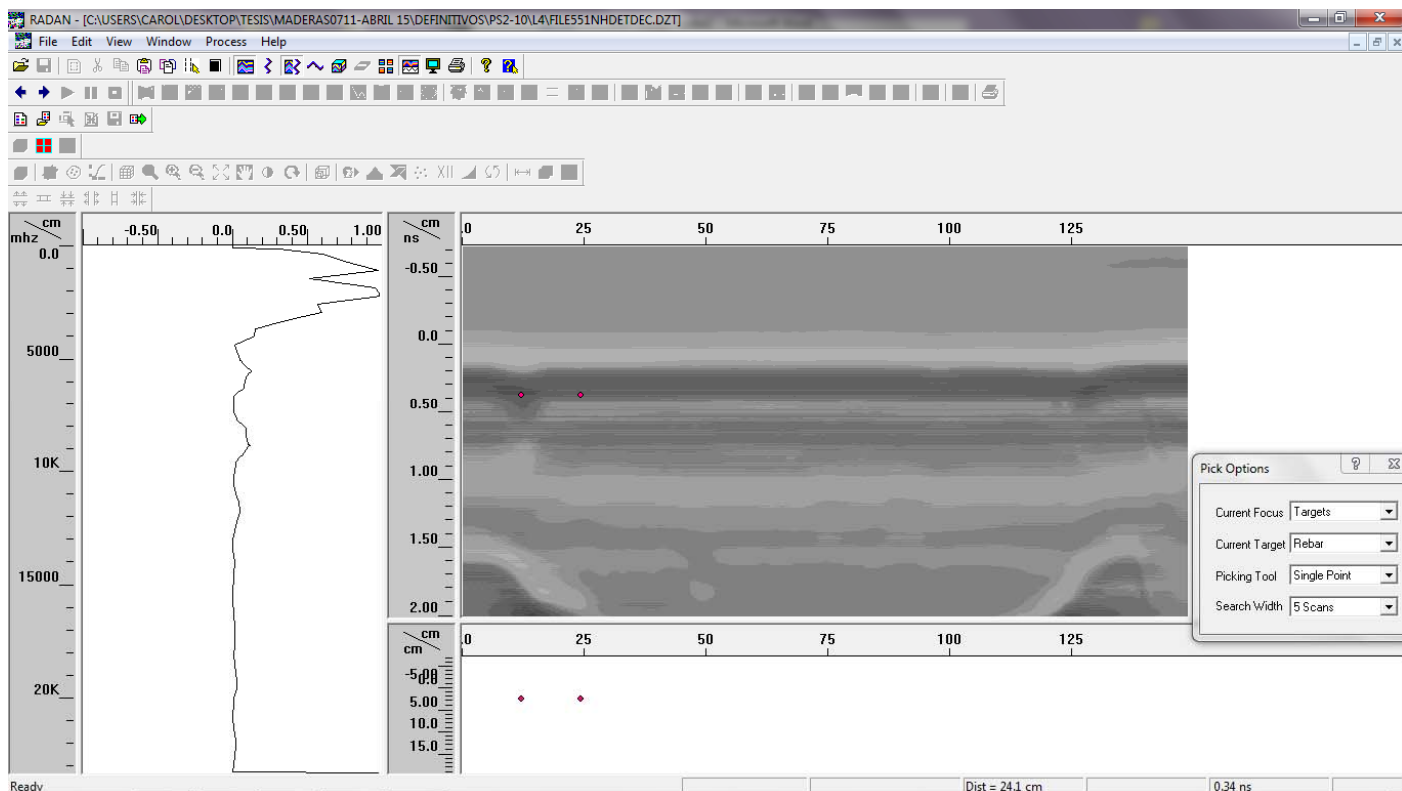 RADAN - [C:\USERS\CAROL\DESKTOP\TESIS\MADERAS0711-ABRIL 15\DEFINITIVOS\PS2-10\L4\FILE551NHDETDEC.DZT]
File Edit View Window Process Help
XII
cm
mhz
-0.50 0.0 0.50 1.00
0.0
5000
10K
15000
20K
cm
ns
.0 25 50 75 100 125
-0.50
0.0
0.50
1.00
1.50
2.00
cm
cm
.0 25 50 75 100 125
5.00
10.0
15.0
Pick Options
Current Focus Targets
Current Target Rebar
Picking Tool Single Point
Search Width 5 Scans
Ready Dist = 24.1 cm 0.34 ns